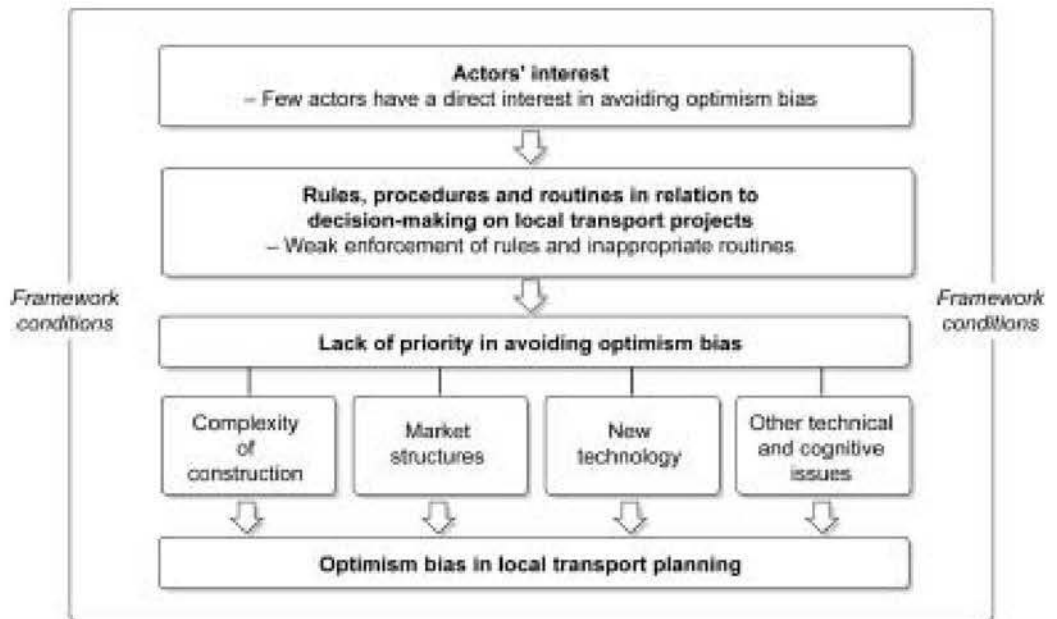 Actors' interest
– Few actors have a direct interest in avoiding optimism bias
Rules, procedures and routines in relation to
decision-making on local transport projects
– Weak enforcement of rules and inappropriate routines
Framework
conditions
Framework
conditions
Lack of priority in avoiding optimism bias
Complexity
of
construction
Market
structures
New
technology
Other technical
and cognitive
issues
Optimism bias in local transport planning